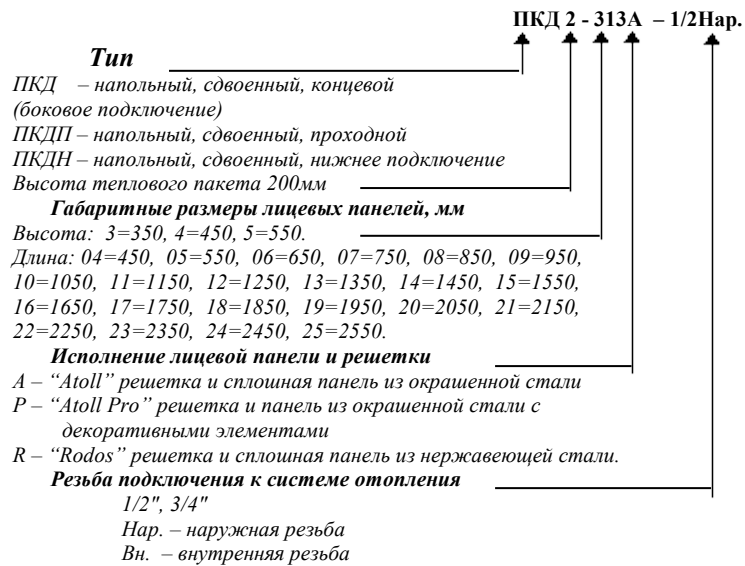 ПКД 2 - 313А – 1/2Нар.
Тип
ПКД – напольный, сдвоенный, концевой
(боковое подключение)
ПКДП – напольный, сдвоенный, проходной
ПКДН – напольный, сдвоенный, нижнее подключение
Высота теплового пакета 200мм
Габаритные размеры лицевых панелей, мм
Высота: 3=350, 4=450, 5=550.
Длина: 04=450, 05=550, 06=650, 07=750, 08=850, 09=950,
10=1050, 11=1150, 12=1250, 13=1350, 14=1450, 15=1550,
16=1650, 17=1750, 18=1850, 19=1950, 20=2050, 21=2150,
22=2250, 23=2350, 24=2450, 25=2550.
Исполнение лицевой панели и решетки
А – “Atoll” решетка и сплошная панель из окрашенной стали
Р – “Atoll Pro” решетка и панель из окрашенной стали с
декоративными элементами
R – “Rodos” решетка и сплошная панель из нержавеющей стали.
Резьба подключения к системе отопления
1/2", 3/4"
Нар. – наружная резьба
Вн. – внутренняя резьба